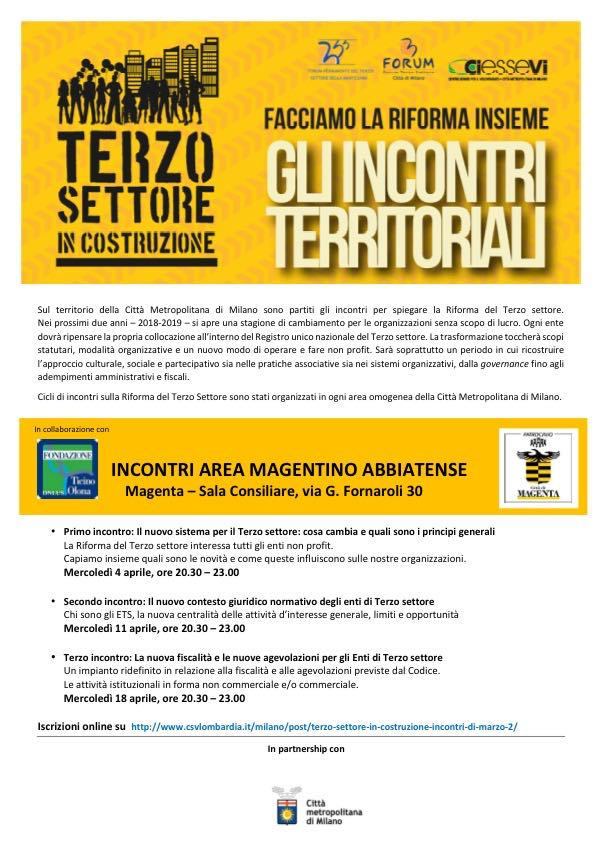 TERZO
SETTORE
IN COSTRUZIONE
FORUM
Città di Milano
ciessevi
FACCIAMO LA RIFORMA INSIEME
GLI INCONTRI
TERRITORIALI
Sul territorio della Città Metropolitana di Milano sono partiti gli incontri per spiegare la Riforma del Terzo settore.
Nei prossimi due anni – 2018-2019 – si apre una stagione di cambiamento per le organizzazioni senza scopo di lucro. Ogni ente
dovrà ripensare la propria collocazione all'interno del Registro unico nazionale del Terzo settore. La trasformazione toccherà scopi
statutari, modalità organizzative e un nuovo modo di operare e fare non profit. Sarà soprattutto un periodo in cui ricostruire
l'approccio culturale, sociale e partecipativo sia nelle pratiche associative sia nei sistemi organizzativi, dalla governance fino agli
adempimenti amministrativi e fiscali.
Cicli di incontri sulla Riforma del Terzo Settore sono stati organizzati in ogni area omogenea della Città Metropolitana di Milano.
In collaborazione con
FONDAZIONE
Ticino
Olona
ONLUS
INCONTRI AREA MAGENTINO ABBIATENSE
Magenta – Sala Consiliare, via G. Fornaroli 30
PATROCINIO
Città di
MAGENTA
• Primo incontro: Il nuovo sistema per il Terzo settore: cosa cambia e quali sono i principi generali
La Riforma del Terzo settore interessa tutti gli enti non profit.
Capiamo insieme quali sono le novità e come queste influiscono sulle nostre organizzazioni.
Mercoledì 4 aprile, ore 20.30 – 23.00
• Secondo incontro: Il nuovo contesto giuridico normativo degli enti di Terzo settore
Chi sono gli ETS, la nuova centralità delle attività d'interesse generale, limiti e opportunità
Mercoledì 11 aprile, ore 20.30 – 23.00
• Terzo incontro: La nuova fiscalità e le nuove agevolazioni per gli Enti di Terzo settore
Un impianto ridefinito in relazione alla fiscalità e alle agevolazioni previste dal Codice.
Le attività istituzionali in forma non commerciale e/o commerciale.
Mercoledì 18 aprile, ore 20.30 – 23.00
Iscrizioni online su http://www.csvlombardia.it/milano/post/terzo-settore-in-costruzione-incontri-di-marzo-2/
In partnership con
Città
metropolitana
di Milano